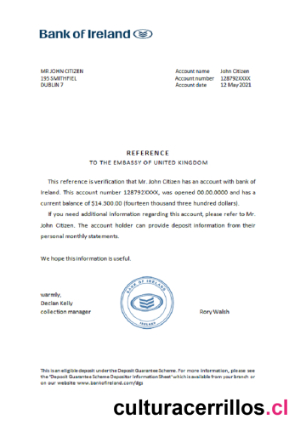 Bank of Ireland
MR JOHN CITIZEN Account name John Citizen
195 SMITHFIEL Account number 128792XXXX
DUBLIN 7 Account date 12 May 2021
REFERENCE
TO THE EMBASSY OF UNITED KINGDOM
This reference is verification that Mr. John Citizen has an account with bank of
Ireland. This account number 128792XXXX, was opened 00.00.0000 and has a
current balance of $14.300.00 (fourteen thousand three hundred dollars).
If you need additional information regarding this account, please refer to Mr.
John Citizen. The account holder can provide deposit information from their
personal monthly statements.
We hope this information is useful.
BANK OF IRELAND
warmly,
Declan Kelly
collection manager Rory Walsh
IRELAND
This is an eligible deposit under the Deposit Guarantee Scheme. For more information, please see
the "Deposit Guarantee Scheme Depositor Information Sheet" which is available from your branch or
on our website www.bankofireland.com/dgs
culturacerrillos.cl